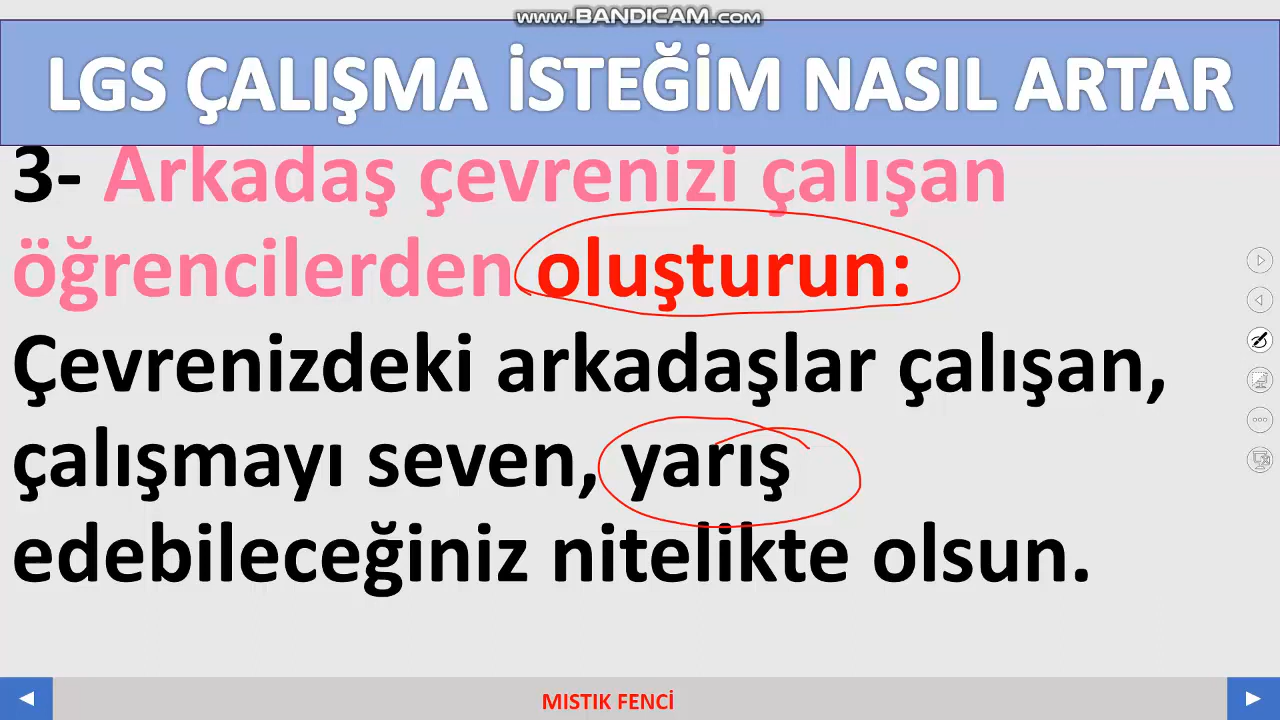 www.BANDICAM.com
LGS ÇALIŞMA İSTEĞİM NASIL ARTAR
3- Arkadaş çevrenizi çalışan
öğrencilerden oluşturun:
Çevrenizdeki arkadaşlar çalışan,
çalışmayı seven, yarış
edebileceğiniz nitelikte olsun.
MISTIK FENCİ